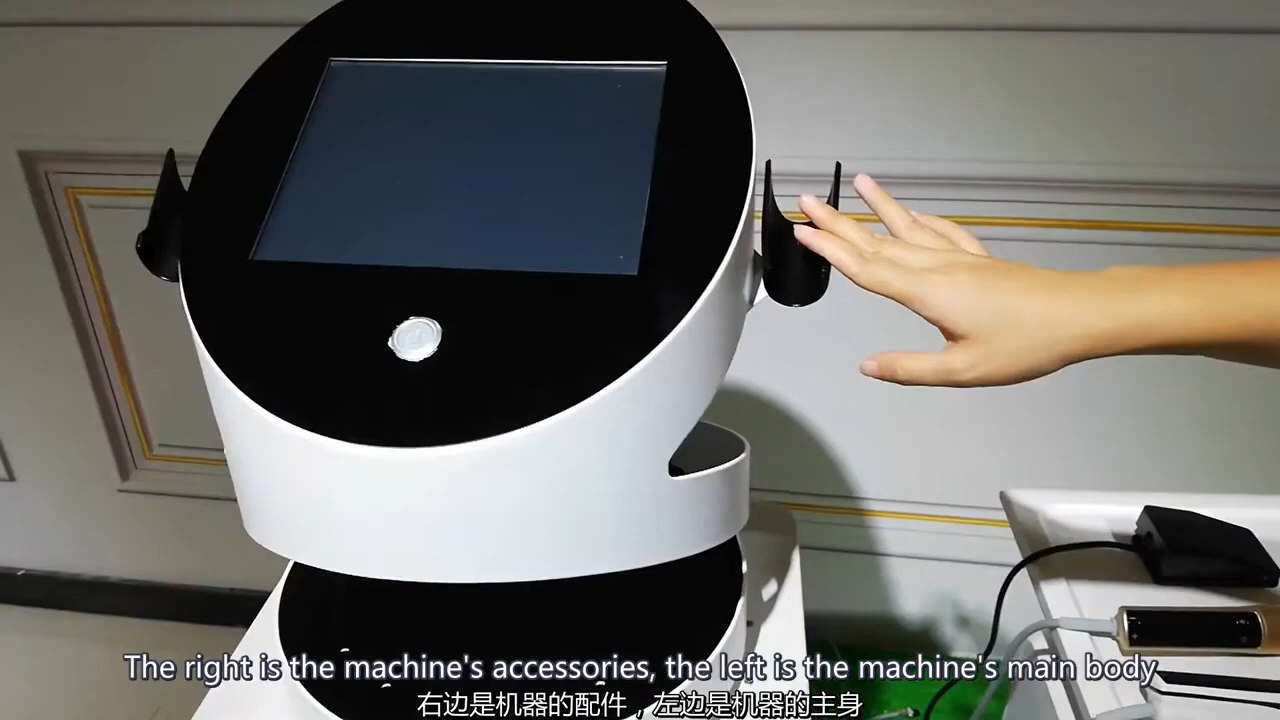 The right is the machine's accessories, the left is the machine's main body
右边是机器的配件，左边是机器的主身